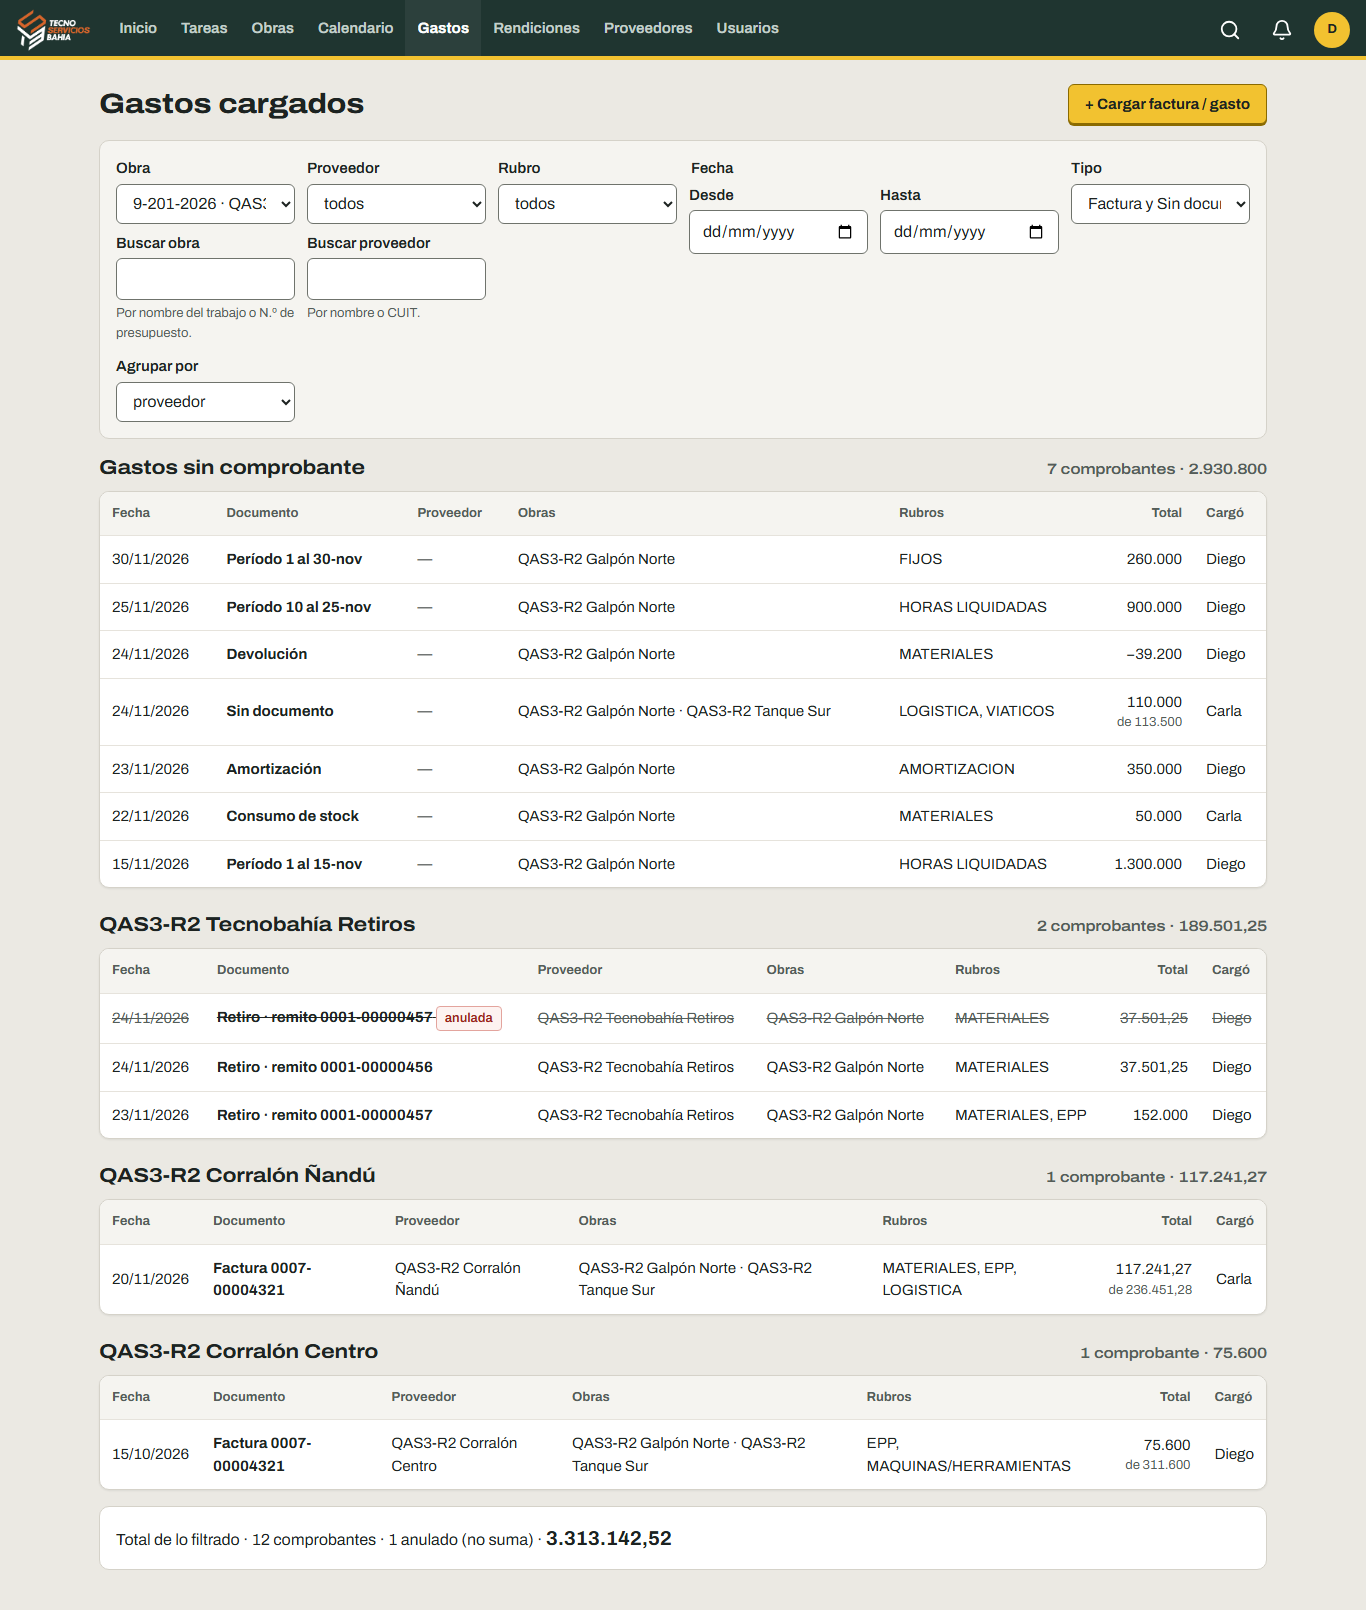 TECNO SERVICIOS BAHIA
Inicio Tareas Obras Calendario Gastos Rendiciones Proveedores Usuarios D
Gastos cargados
+ Cargar factura / gasto
Obra Proveedor Rubro Fecha Tipo
Desde Hasta
9-201-2026 · QAS3 todos todos dd/mm/yyyy dd/mm/yyyy Factura y Sin docu
Buscar obra Buscar proveedor
Por nombre del trabajo o N.º de presupuesto. Por nombre o CUIT.
Agrupar por
proveedor
Gastos sin comprobante 7 comprobantes · 2.930.800
Fecha Documento Proveedor Obras Rubros Total Cargó
30/11/2026 Período 1 al 30-nov — QAS3-R2 Galpón Norte FIJOS 260.000 Diego
25/11/2026 Período 10 al 25-nov — QAS3-R2 Galpón Norte HORAS LIQUIDADAS 900.000 Diego
24/11/2026 Devolución — QAS3-R2 Galpón Norte MATERIALES −39.200 Diego
24/11/2026 Sin documento — QAS3-R2 Galpón Norte · QAS3-R2 Tanque Sur LOGISTICA, VIATICOS 110.000 de 113.500 Carla
23/11/2026 Amortización — QAS3-R2 Galpón Norte AMORTIZACION 350.000 Diego
22/11/2026 Consumo de stock — QAS3-R2 Galpón Norte MATERIALES 50.000 Carla
15/11/2026 Período 1 al 15-nov — QAS3-R2 Galpón Norte HORAS LIQUIDADAS 1.300.000 Diego
QAS3-R2 Tecnobahía Retiros 2 comprobantes · 189.501,25
Fecha Documento Proveedor Obras Rubros Total Cargó
24/11/2026 Retiro · remito 0001-00000457 anulada QAS3-R2 Tecnobahía Retiros QAS3-R2 Galpón Norte MATERIALES 37.501,25 Diego
24/11/2026 Retiro · remito 0001-00000456 QAS3-R2 Tecnobahía Retiros QAS3-R2 Galpón Norte MATERIALES 37.501,25 Diego
23/11/2026 Retiro · remito 0001-00000457 QAS3-R2 Tecnobahía Retiros QAS3-R2 Galpón Norte MATERIALES, EPP 152.000 Diego
QAS3-R2 Corralón Ñandú 1 comprobante · 117.241,27
Fecha Documento Proveedor Obras Rubros Total Cargó
20/11/2026 Factura 0007-00004321 QAS3-R2 Corralón Ñandú QAS3-R2 Galpón Norte · QAS3-R2 Tanque Sur MATERIALES, EPP, LOGISTICA 117.241,27 de 236.451,28 Carla
QAS3-R2 Corralón Centro 1 comprobante · 75.600
Fecha Documento Proveedor Obras Rubros Total Cargó
15/10/2026 Factura 0007-00004321 QAS3-R2 Corralón Centro QAS3-R2 Galpón Norte · QAS3-R2 Tanque Sur EPP, MAQUINAS/HERRAMIENTAS 75.600 de 311.600 Diego
Total de lo filtrado · 12 comprobantes · 1 anulado (no suma) · 3.313.142,52